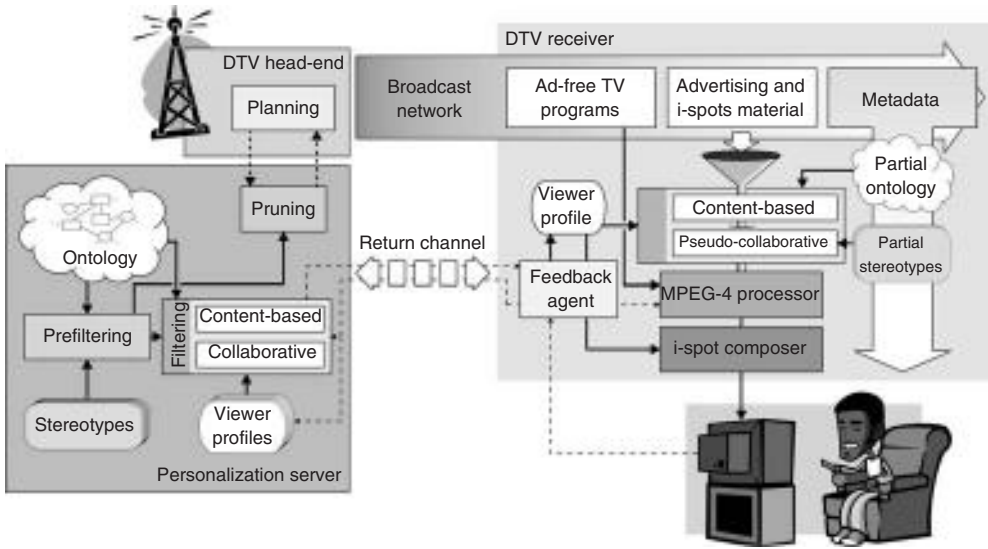 DTV head-end
Planning
DTV receiver
Broadcast
network
Ad-free TV
programs
Advertising and
i-spots material
Metadata
Partial
ontology
Pruning
Viewer
profile
Content-based
Ontology
Return channel
Pseudo-collaborative
Partial
stereotypes
Feedback
agent
MPEG-4 processor
Filtering
Content-based
Prefiltering
Collaborative
i-spot composer
Stereotypes
Viewer
profiles
Personalization server